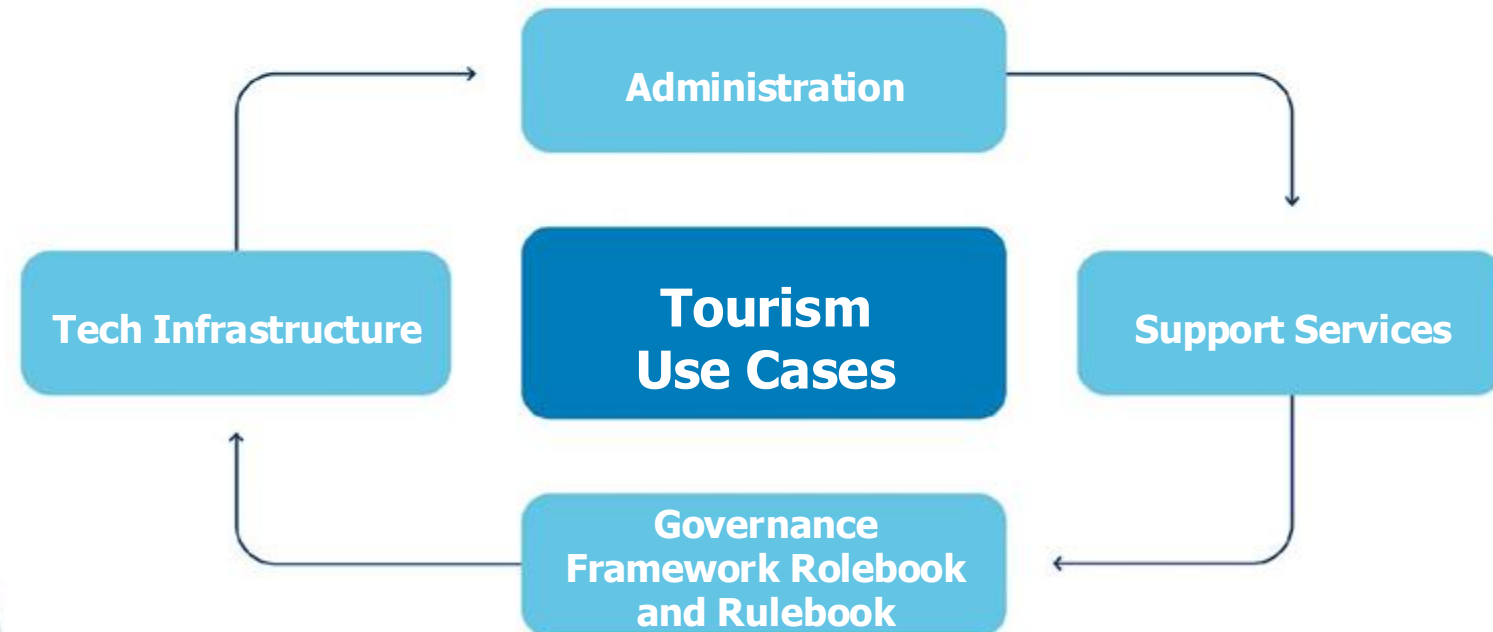 Administration
Tech Infrastructure
Tourism
Use Cases
Support Services
Governance
Framework Rolebook
and Rulebook